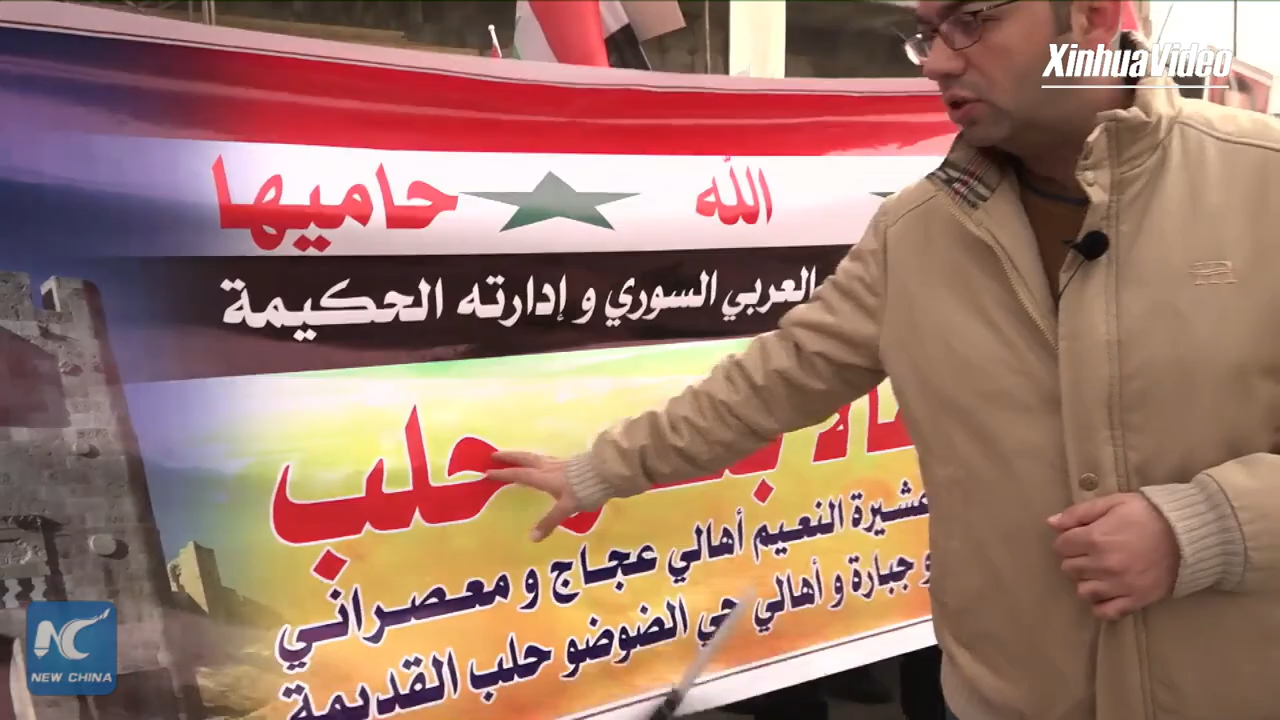 XinhuaVideo
الله حاميها
العربي السوري و إدارته الحكيمة
حلب
عشيرة النعيم أهالي عجاج و معصراني
و جبارة و أهالي حي الضوضو حلب القديمة
NEW CHINA